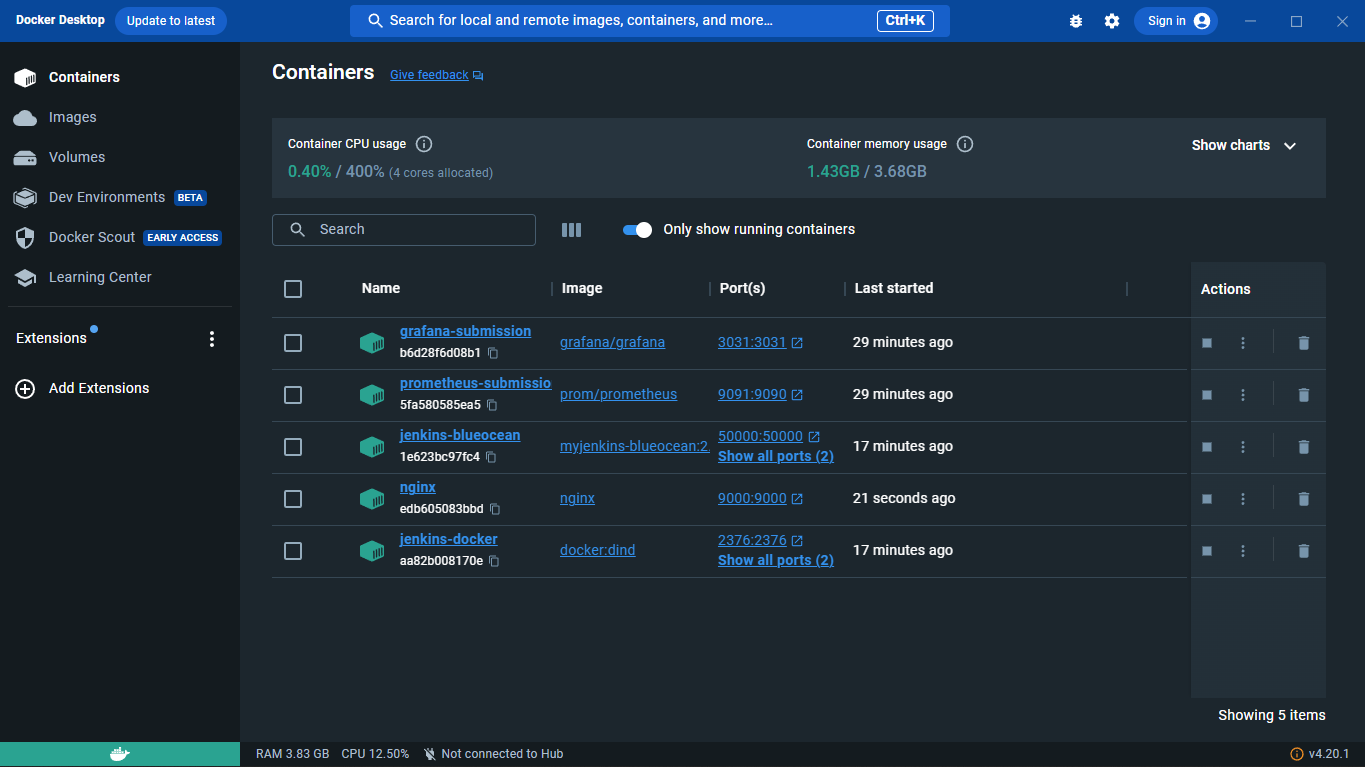 Docker Desktop Update to latest Search for local and remote images, containers, and more... Ctrl+K Sign in
Containers
Images
Volumes
Dev Environments BETA
Docker Scout EARLY ACCESS
Learning Center
Extensions
Add Extensions
Containers Give feedback
Container CPU usage
0.40% / 400% (4 cores allocated)
Container memory usage
1.43GB / 3.68GB
Show charts
Search
Only show running containers
Name Image Port(s) Last started Actions
grafana-submission
b6d28f6d08b1
grafana/grafana
3031:3031
29 minutes ago
prometheus-submissio
5fa580585ea5
prom/prometheus
9091:9090
29 minutes ago
jenkins-blueocean
1e623bc97fc4
myjenkins-blueocean:2.
50000:50000
Show all ports (2)
17 minutes ago
nginx
edb605083bbd
nginx
9000:9000
21 seconds ago
jenkins-docker
aa82b008170e
docker:dind
2376:2376
Show all ports (2)
17 minutes ago
Showing 5 items
RAM 3.83 GB CPU 12.50% Not connected to Hub v4.20.1